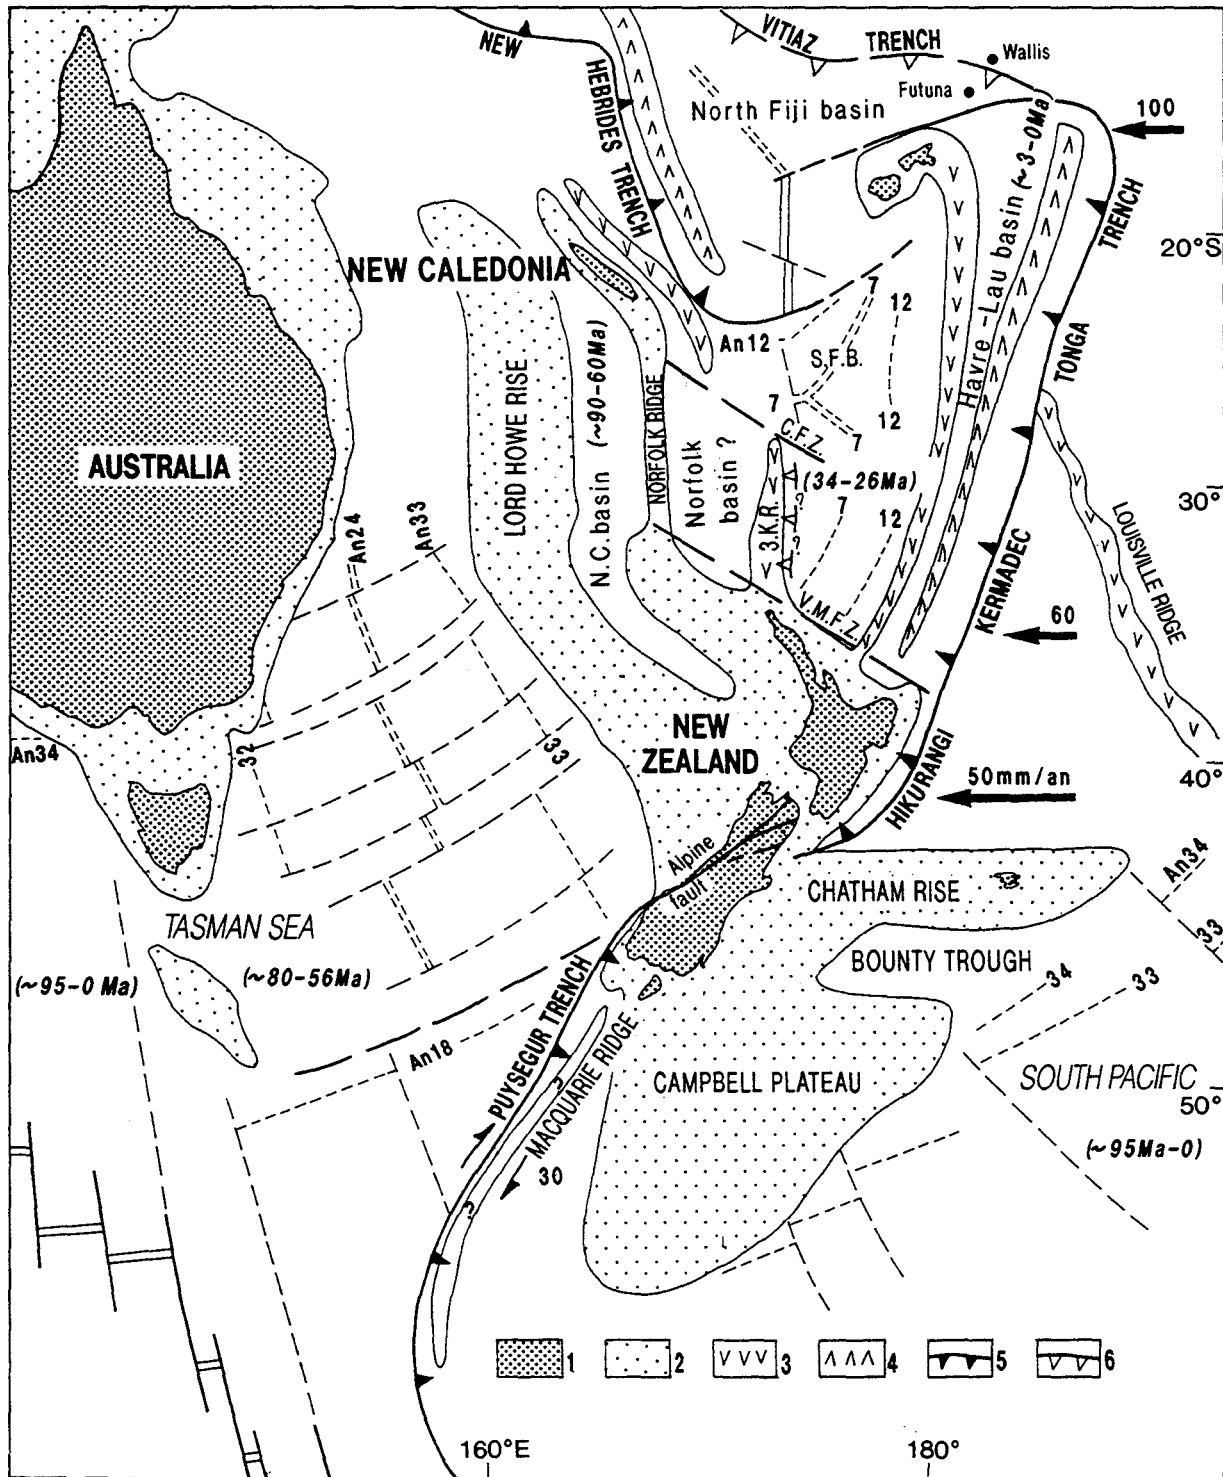 NEW
HEBRIDES TRENCH
VITIAZ TRENCH
Wallis
Futuna
North Fiji basin
100
TRENCH
20°S
NEW CALEDONIA
Havre-Lau basin (~3-0Ma)
7
12
An12
S.F.B.
TONGA
7
7
12
C.F.Z.
AUSTRALIA
LORD HOWE RISE
N.C. basin (~90-60Ma)
NORFOLK RIDGE
Norfolk
basin ?
3.K.R.
?
?
(34-26Ma)
7
12
30°
An24
An33
V.M.F.Z.
KERMADEC
LOUISVILLE RIDGE
60
An34
32
33
NEW
ZEALAND
HIKURANGI
50mm/an
40°
Alpine
fault
CHATHAM RISE
An34
33
TASMAN SEA
BOUNTY TROUGH
(~95-0 Ma)
(~80-56Ma)
34
33
An18
PUYSEGUR TRENCH
MACQUARIE RIDGE
CAMPBELL PLATEAU
SOUTH PACIFIC
50°
(~95Ma-0)
30
1
2
3
4
5
6
160°E
180°